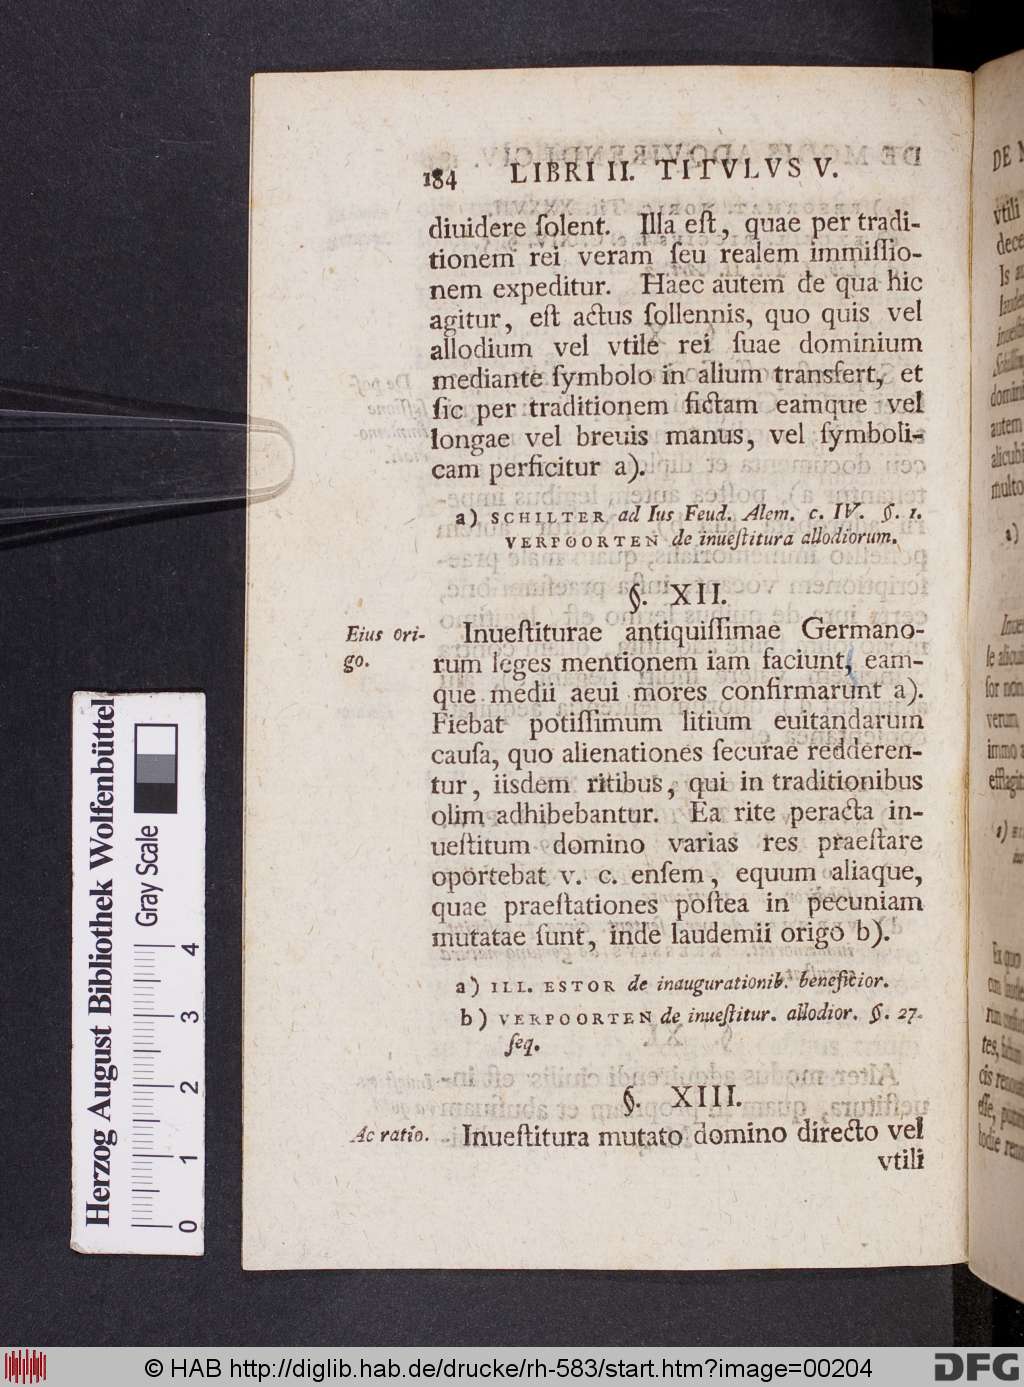 184 LIBRI II. TITVLVS V.
diuidere ſolent. Illa eſt, quae per tradi-
tionem rei veram ſeu realem immiſſio-
nem expeditur. Haec autem de qua hic
agitur, eſt actus ſollennis, quo quis vel
allodium vel vtile rei ſuae dominium
mediante ſymbolo in alium transfert, et
ſic per traditionem fictam eamque vel
longae vel breuis manus, vel ſymboli-
cam perficitur a).
a) SCHILTER ad Ius Feud. Alem. c. IV. §. 1.
VERPOORTEN de inueſtitura allodiorum.
§. XII.
Eius ori-
go.
Inueſtiturae antiquiſſimae Germano-
rum leges mentionem iam faciunt, eam-
que medii aeui mores confirmarunt a).
Fiebat potiſſimum litium euitandarum
cauſa, quo alienationes ſecurae redderen-
tur, iisdem ritibus, qui in traditionibus
olim adhibebantur. Ea rite peracta in-
ueſtitum domino varias res praeſtare
oportebat v. c. enſem, equum aliaque,
quae praeſtationes poſtea in pecuniam
mutatae ſunt, inde laudemii origo b).
a) ILL. ESTOR de inaugurationib. beneficior.
b) VERPOORTEN de inueſtitur. allodior. §. 27.
ſeq.
§. XIII.
Ac ratio.
Inueſtitura mutato domino directo vel
vtili
Herzog August Bibliothek Wolfenbüttel
Gray Scale
0 1 2 3 4
© HAB http://diglib.hab.de/drucke/rh-583/start.htm?image=00204
DFG